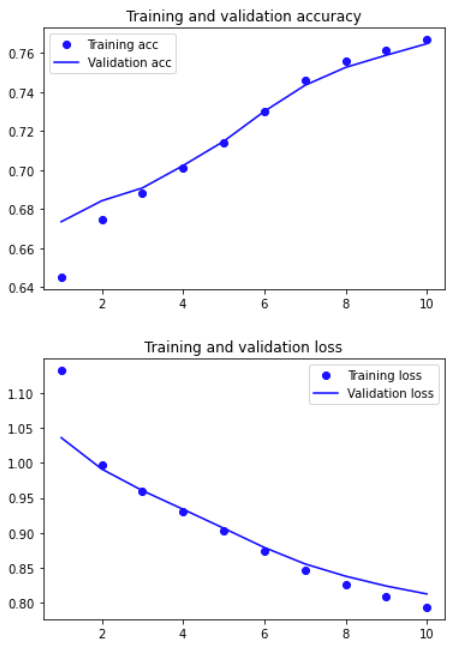 Training and validation accuracy
Training acc
Validation acc
0.76
0.74
0.72
0.70
0.68
0.66
0.64
2 4 6 8 10
Training and validation loss
Training loss
Validation loss
1.10
1.05
1.00
0.95
0.90
0.85
0.80
2 4 6 8 10